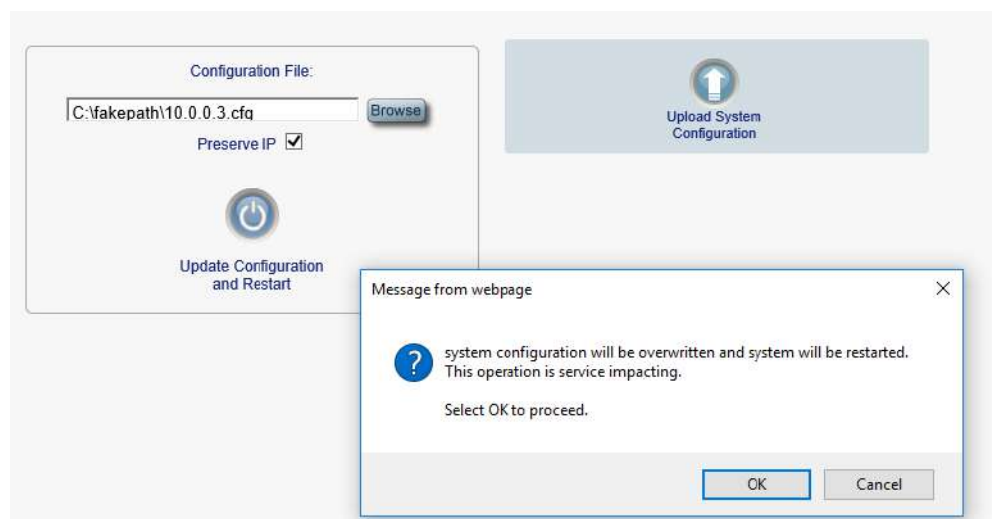 Configuration File:
C:\fakepath\10.0.0.3.cfg
Browse
Preserve IP
Update Configuration
and Restart
Upload System
Configuration
Message from webpage
system configuration will be overwritten and system will be restarted.
This operation is service impacting.
Select OK to proceed.
OK
Cancel